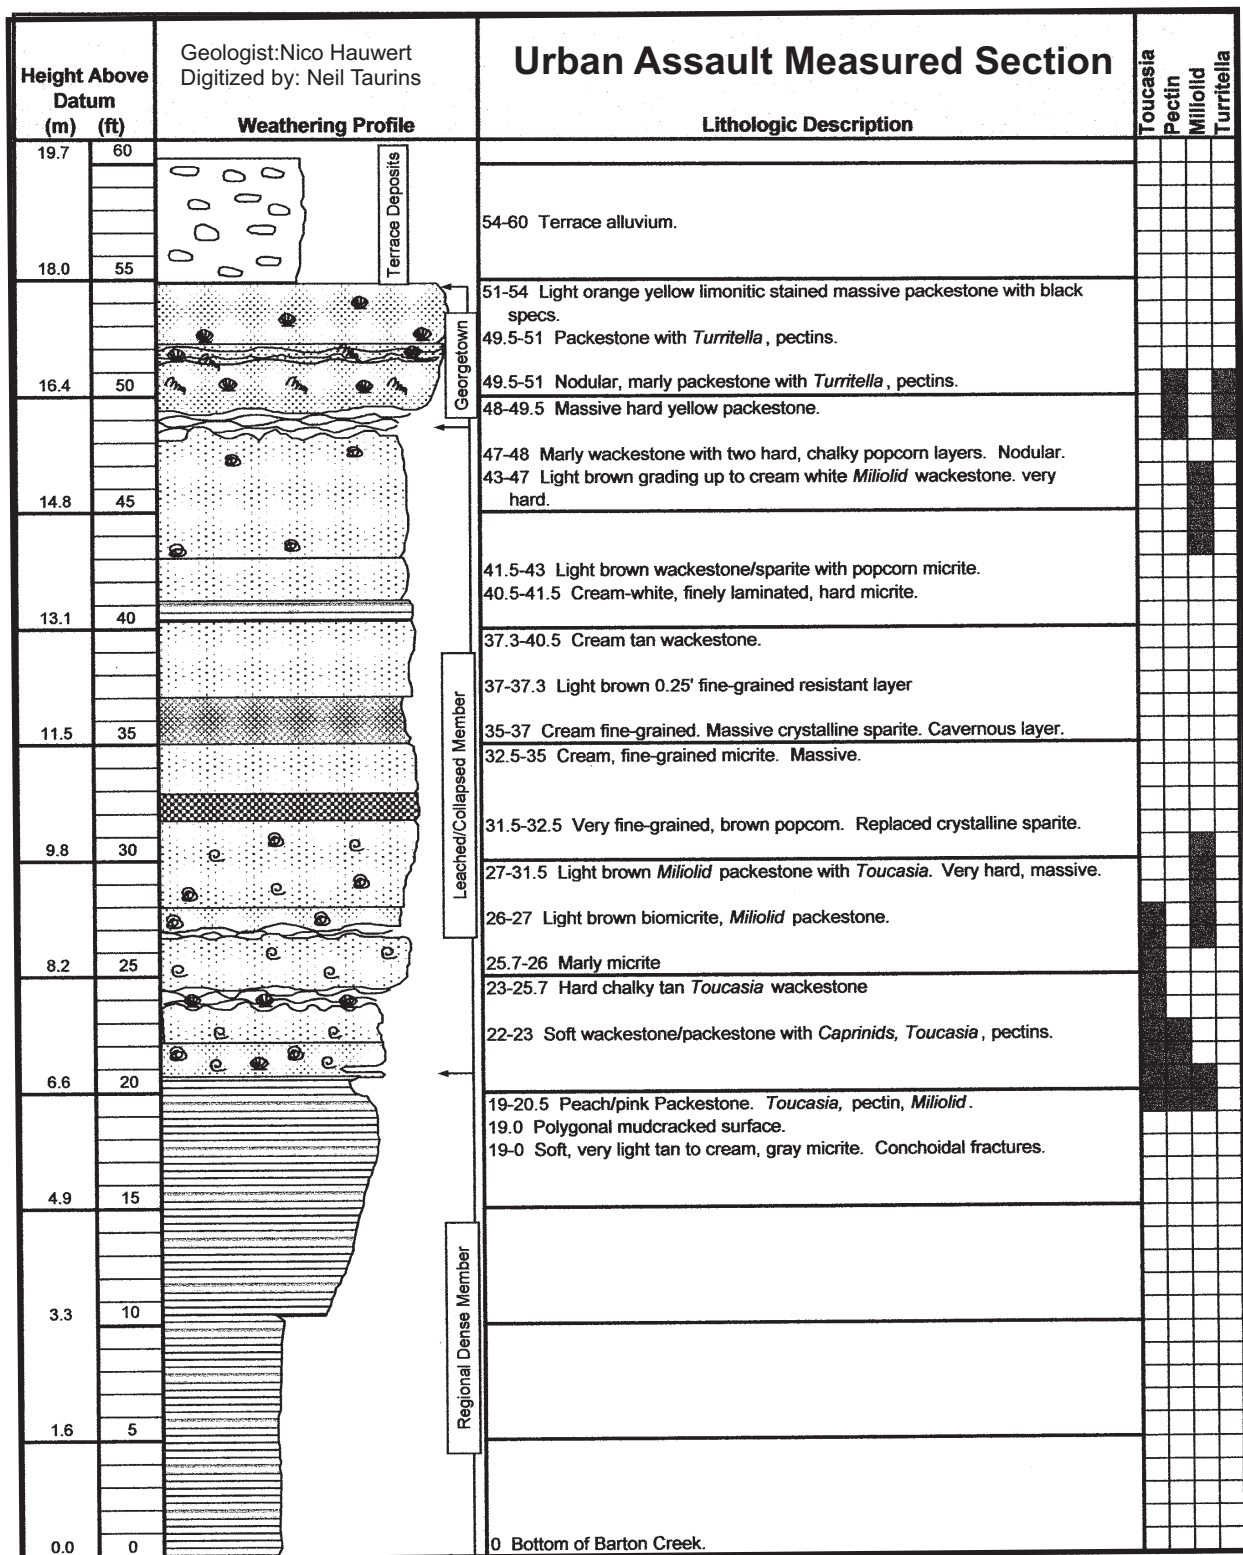 Geologist:Nico Hauwert
Digitized by: Neil Taurins
Urban Assault Measured Section
Height Above
Datum
(m) (ft)
Weathering Profile
Lithologic Description
Toucasia
Pectin
Miliolid
Turritella
19.7 60
Terrace Deposits
54-60 Terrace alluvium.
18.0 55
51-54 Light orange yellow limonitic stained massive packestone with black
specs.
49.5-51 Packestone with Turritella, pectins.
Georgetown
16.4 50
49.5-51 Nodular, marly packestone with Turritella, pectins.
48-49.5 Massive hard yellow packestone.
47-48 Marly wackestone with two hard, chalky popcorn layers. Nodular.
43-47 Light brown grading up to cream white Miliolid wackestone. very
hard.
14.8 45
41.5-43 Light brown wackestone/sparite with popcorn micrite.
40.5-41.5 Cream-white, finely laminated, hard micrite.
13.1 40
37.3-40.5 Cream tan wackestone.
37-37.3 Light brown 0.25' fine-grained resistant layer
35-37 Cream fine-grained. Massive crystalline sparite. Cavernous layer.
11.5 35
32.5-35 Cream, fine-grained micrite. Massive.
Leached/Collapsed Member
31.5-32.5 Very fine-grained, brown popcorn. Replaced crystalline sparite.
9.8 30
27-31.5 Light brown Miliolid packestone with Toucasia. Very hard, massive.
26-27 Light brown biomicrite, Miliolid packestone.
25.7-26 Marly micrite
8.2 25
23-25.7 Hard chalky tan Toucasia wackestone
22-23 Soft wackestone/packestone with Caprinids, Toucasia, pectins.
6.6 20
19-20.5 Peach/pink Packestone. Toucasia, pectin, Miliolid.
19.0 Polygonal mudcracked surface.
19-0 Soft, very light tan to cream, gray micrite. Conchoidal fractures.
4.9 15
3.3 10
Regional Dense Member
1.6 5
0.0 0
0 Bottom of Barton Creek.